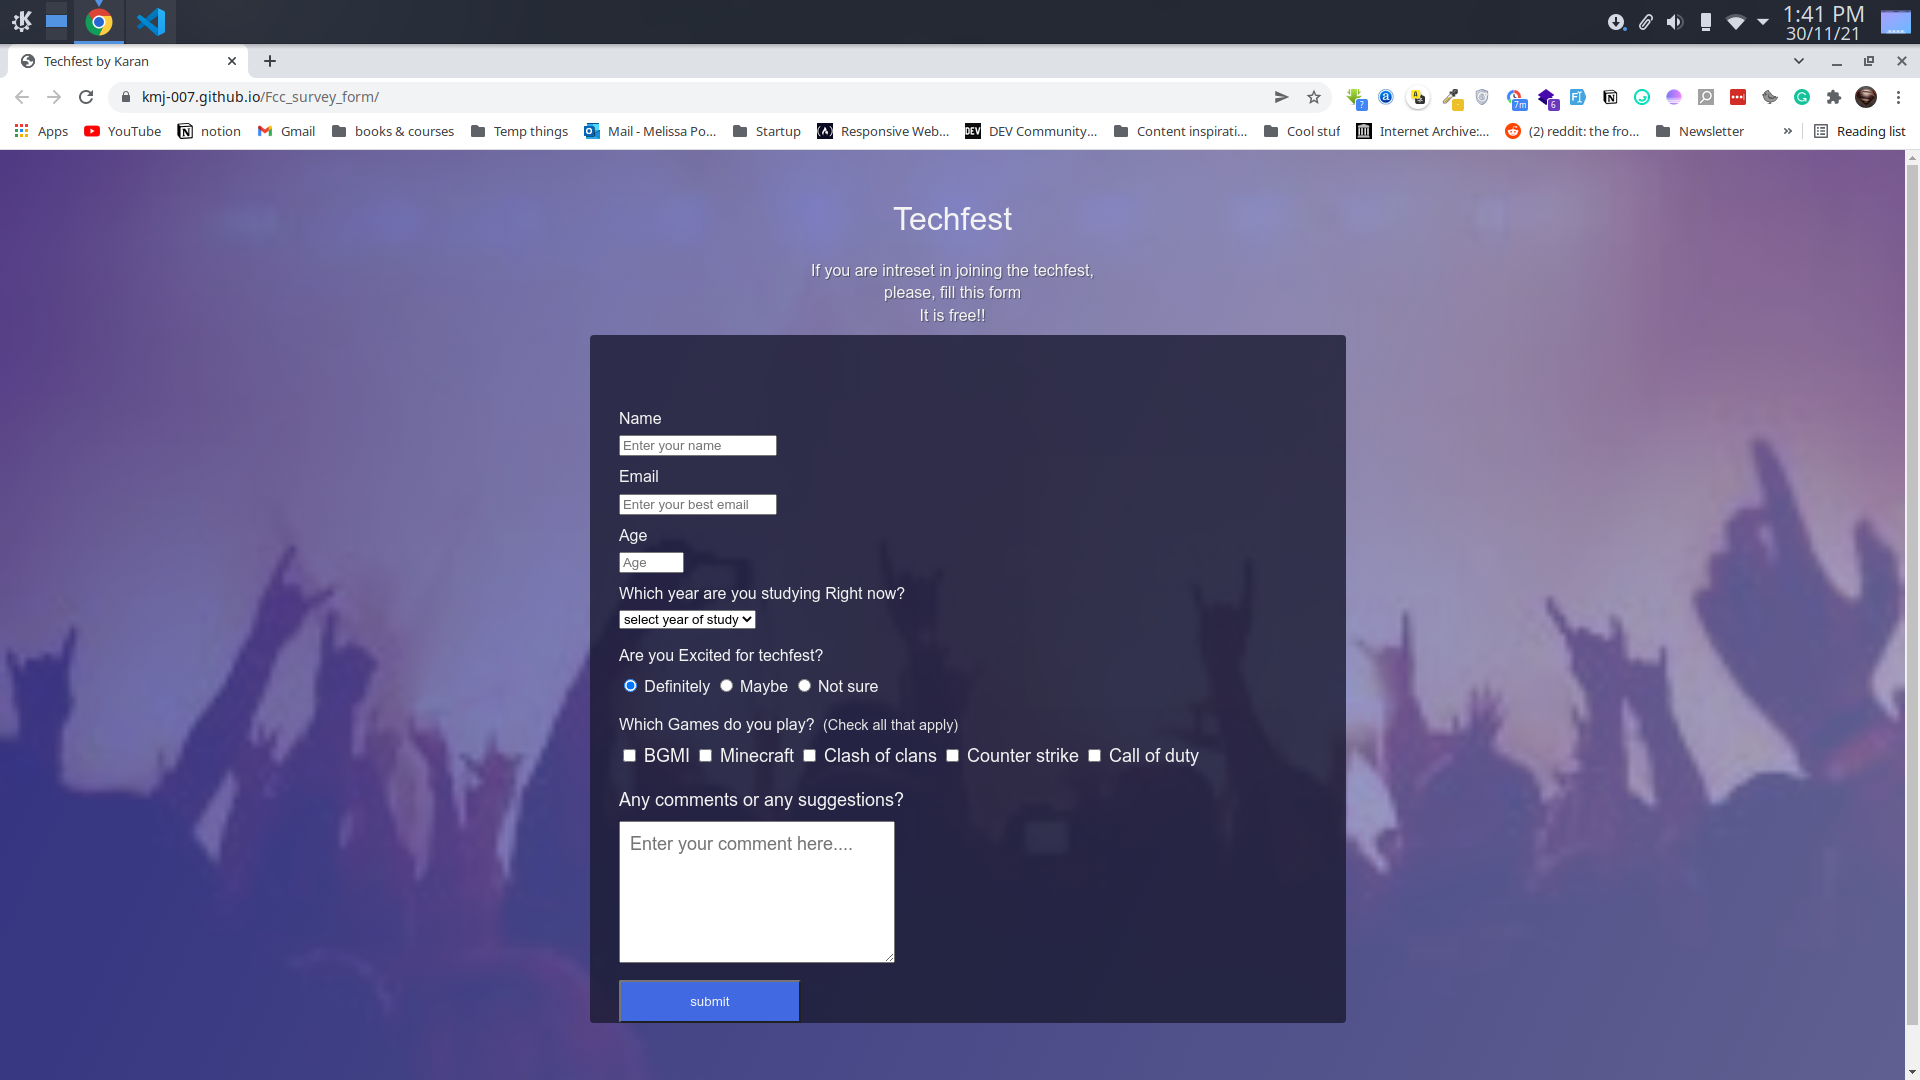 1:41 PM
30/11/21
Techfest by Karan
kmj-007.github.io/Fcc_survey_form/
? 7m 6
Apps YouTube notion Gmail books & courses Temp things Mail - Melissa Po... Startup Responsive Web... DEV Community... Content inspirati... Cool stuf Internet Archive:... (2) reddit: the fro... Newsletter » Reading list
Techfest
If you are intreset in joining the techfest,
please, fill this form
It is free!!
Name
Enter your name
Email
Enter your best email
Age
Age
Which year are you studying Right now?
select year of study
Are you Excited for techfest?
Definitely Maybe Not sure
Which Games do you play? (Check all that apply)
BGMI Minecraft Clash of clans Counter strike Call of duty
Any comments or any suggestions?
Enter your comment here....
submit